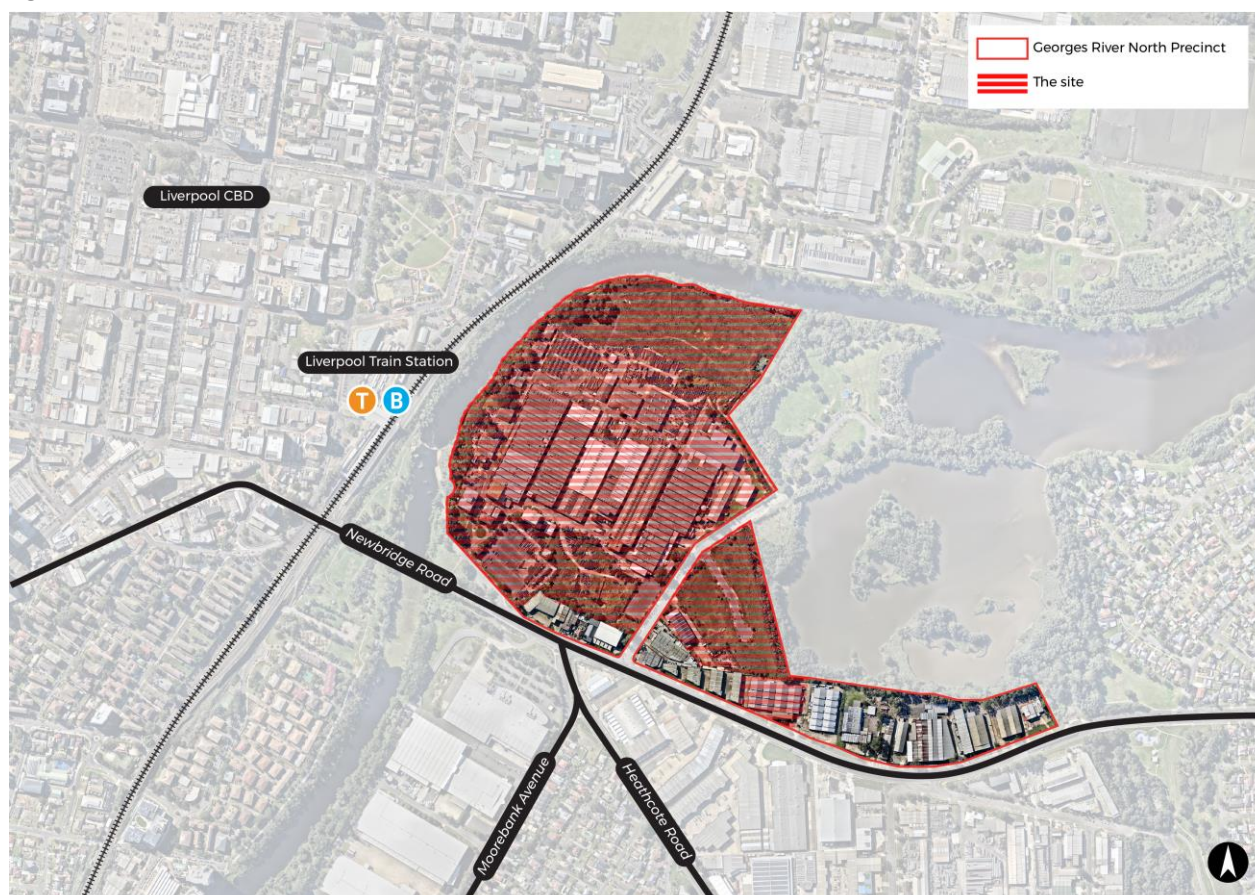 Georges River North Precinct
The site
Liverpool CBD
Liverpool Train Station
T B
Newbridge Road
Moorebank Avenue
Heathcote Road